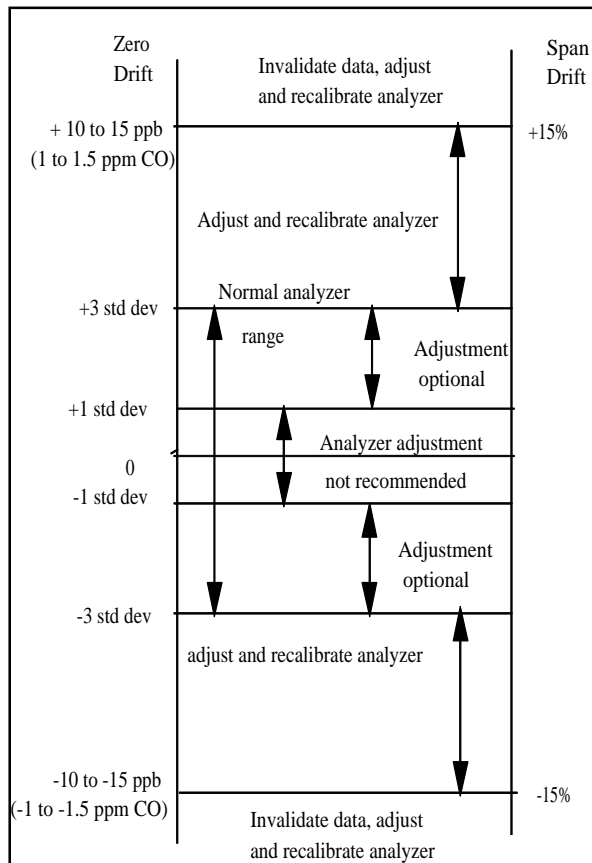 Zero
Drift
Invalidate data, adjust
and recalibrate analyzer
Span
Drift
+ 10 to 15 ppb
(1 to 1.5 ppm CO)
+15%
Adjust and recalibrate analyzer
+3 std dev
Normal analyzer
range
Adjustment
optional
+1 std dev
Analyzer adjustment
0
not recommended
-1 std dev
Adjustment
optional
-3 std dev
adjust and recalibrate analyzer
-10 to -15 ppb
(-1 to -1.5 ppm CO)
-15%
Invalidate data, adjust
and recalibrate analyzer